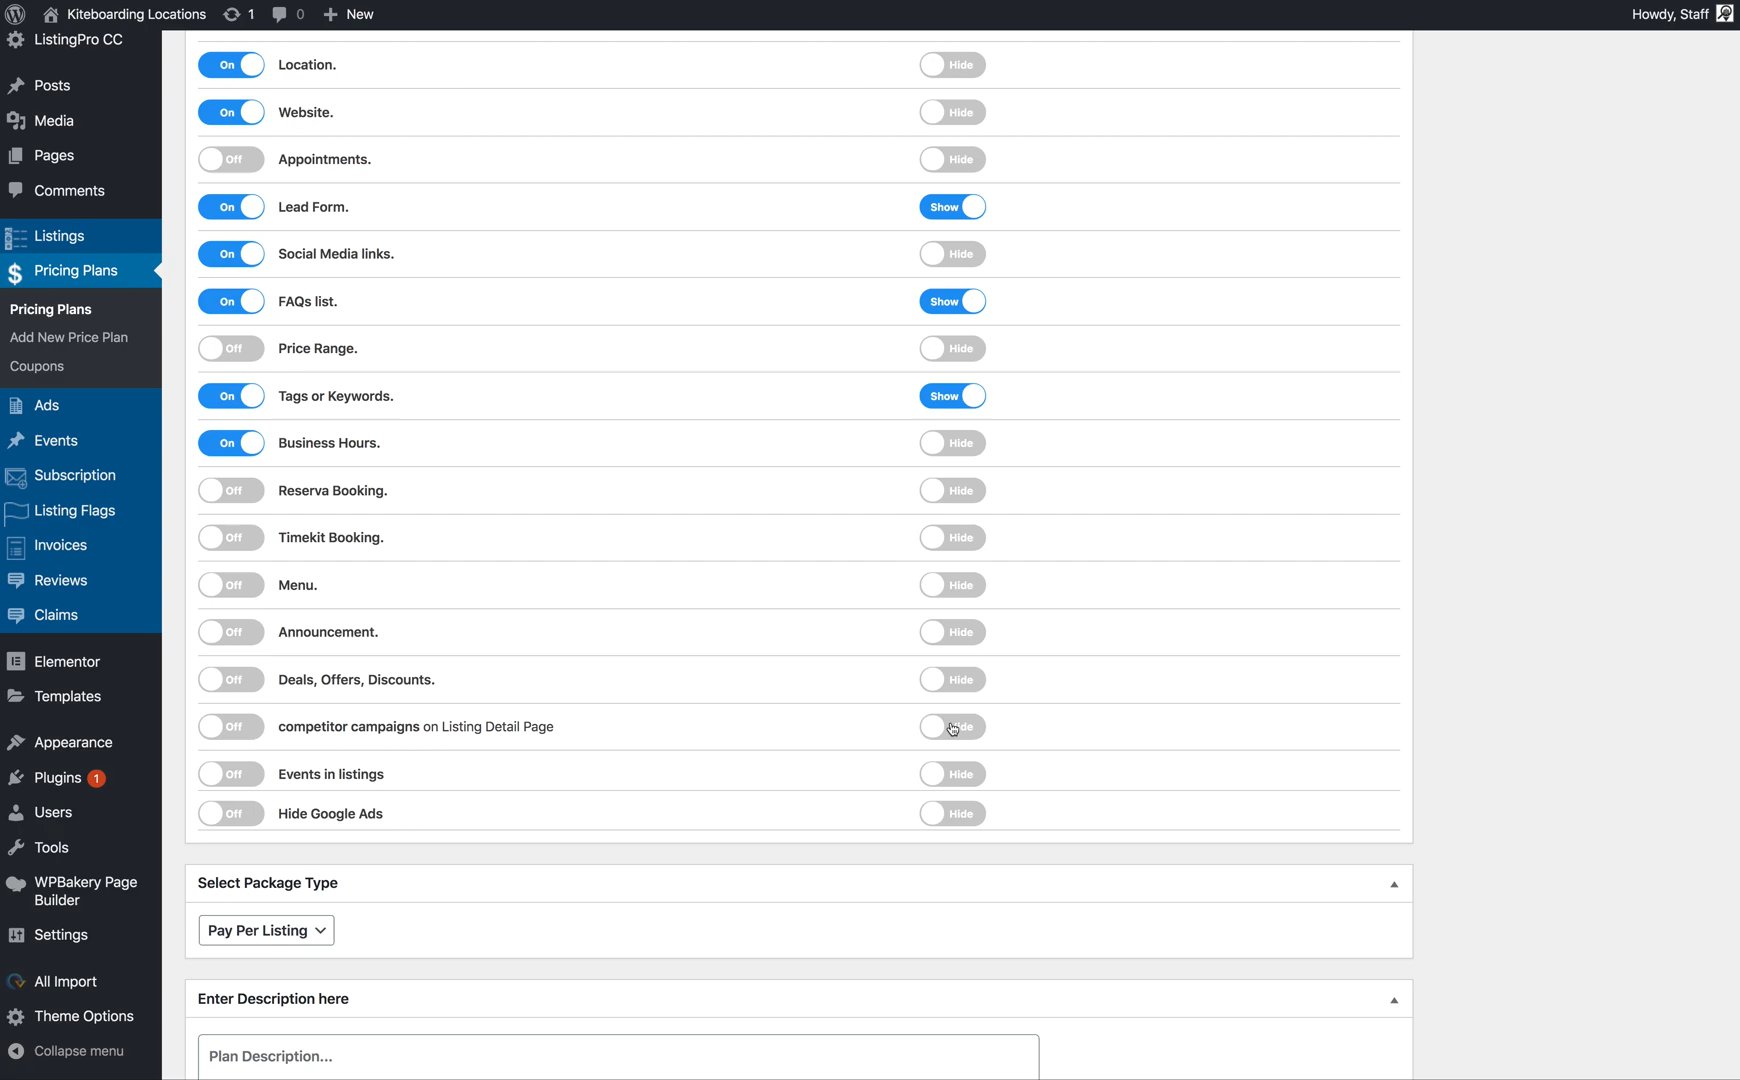 Kiteboarding Locations 1 0 New Howdy, Staff
ListingPro CC
Posts
Media
Pages
Comments
Listings
Pricing Plans
Pricing Plans
Add New Price Plan
Coupons
Ads
Events
Subscription
Listing Flags
Invoices
Reviews
Claims
Elementor
Templates
Appearance
Plugins 1
Users
Tools
WPBakery Page
Builder
Settings
All Import
Theme Options
Collapse menu
On Location. Hide
On Website. Hide
Off Appointments. Hide
On Lead Form. Show
On Social Media links. Hide
On FAQs list. Show
Off Price Range. Hide
On Tags or Keywords. Show
On Business Hours. Hide
Off Reserva Booking. Hide
Off Timekit Booking. Hide
Off Menu. Hide
Off Announcement. Hide
Off Deals, Offers, Discounts. Hide
Off competitor campaigns on Listing Detail Page Hide
Off Events in listings Hide
Off Hide Google Ads Hide
Select Package Type
Pay Per Listing
Enter Description here
Plan Description...